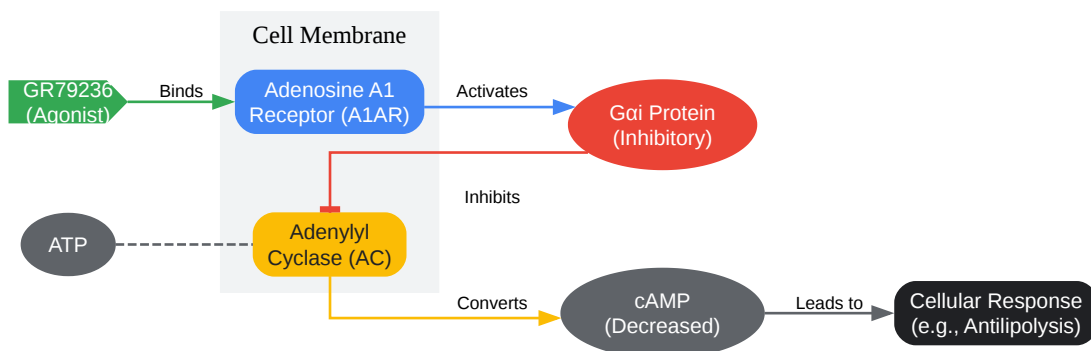 Cell Membrane
GR79236
(Agonist)
Binds
Adenosine A1
Receptor (A1AR)
Activates
Gαi Protein
(Inhibitory)
Inhibits
ATP
Adenylyl
Cyclase (AC)
Converts
cAMP
(Decreased)
Leads to
Cellular Response
(e.g., Antilipolysis)